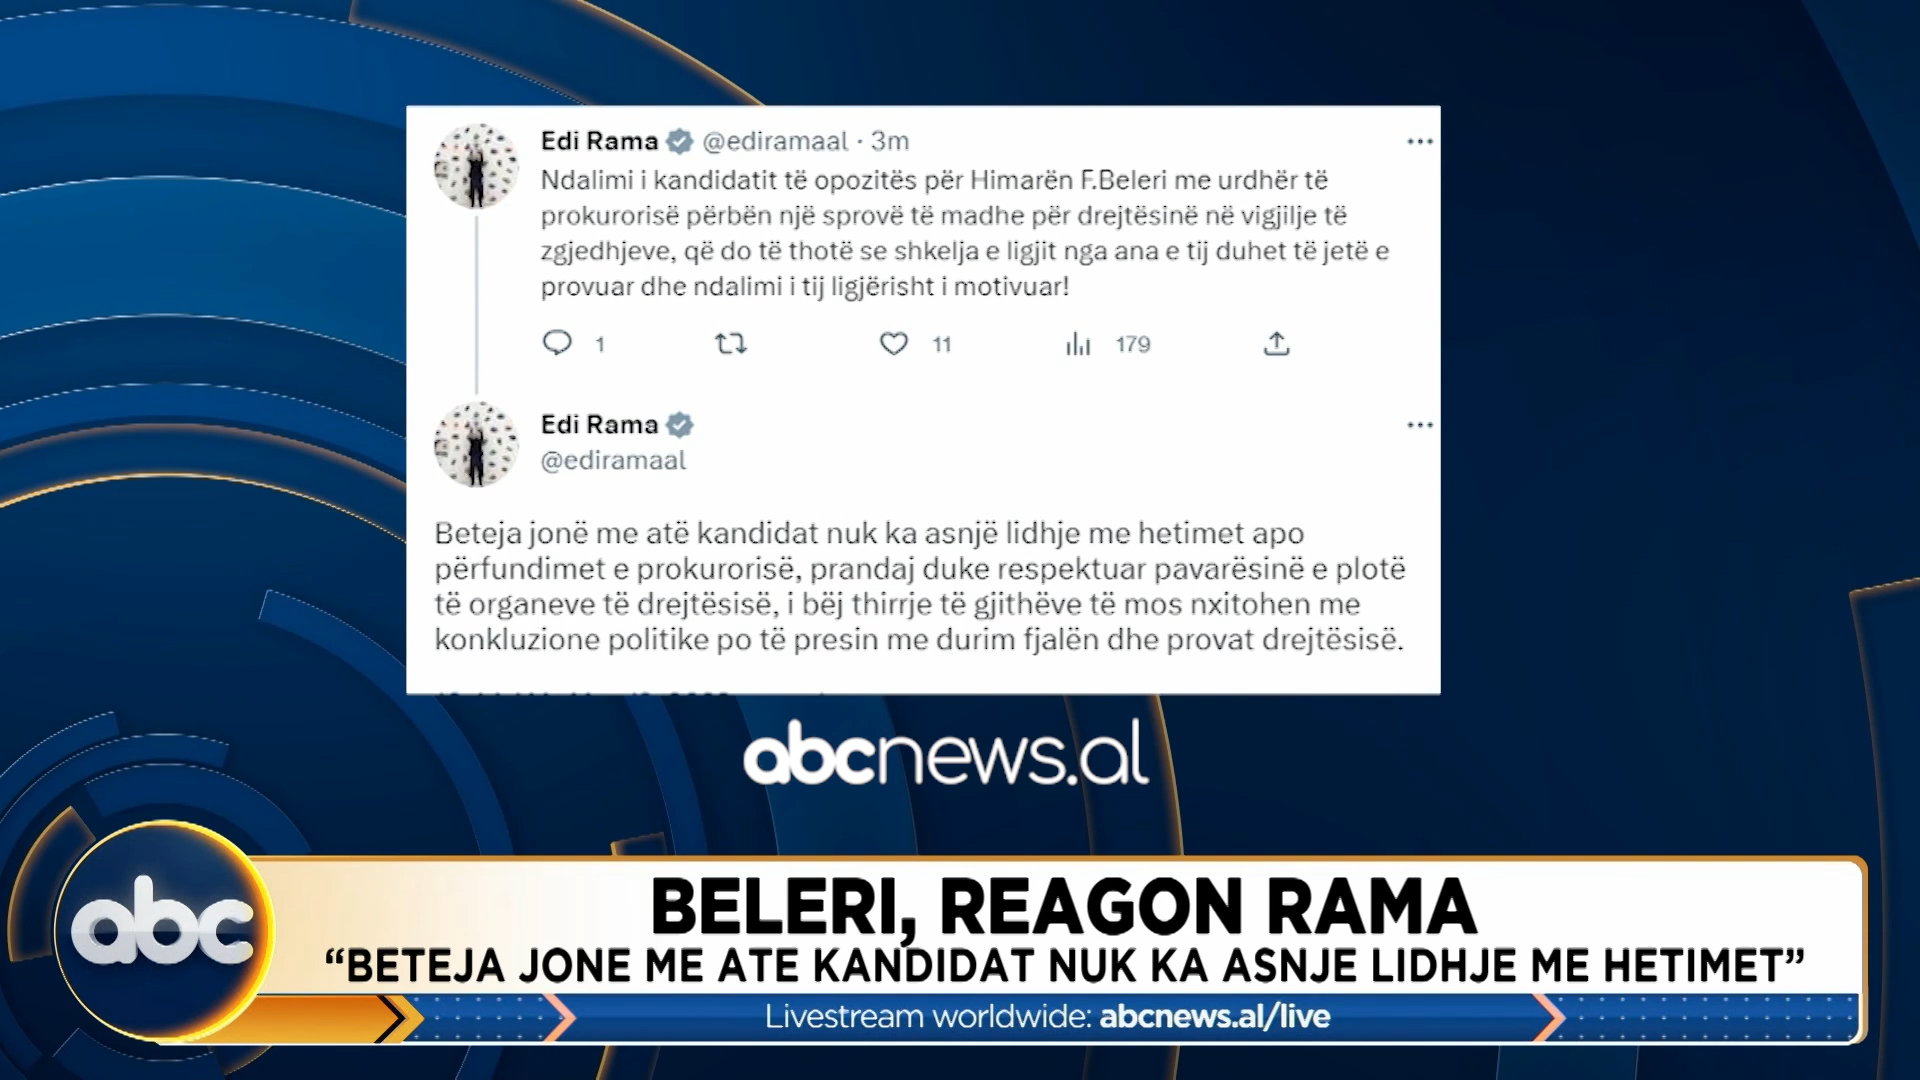 Edi Rama @ediramaal · 3m
Ndalimi i kandidatit të opozitës për Himarën F.Beleri me urdhër të
prokurorisë përbën një sprovë të madhe për drejtësinë në vigjilje të
zgjedhjeve, që do të thotë se shkelja e ligjit nga ana e tij duhet të jetë e
provuar dhe ndalimi i tij ligjërisht i motivuar!
1 11 179
Edi Rama
@ediramaal
Beteja jonë me atë kandidat nuk ka asnjë lidhje me hetimet apo
përfundimet e prokurorisë, prandaj duke respektuar pavarësinë e plotë
të organeve të drejtësisë, i bëj thirrje të gjithëve të mos nxitohen me
konkluzione politike po të presin me durim fjalën dhe provat drejtësisë.
abcnews.al
abc
BELERI, REAGON RAMA
“BETEJA JONE ME ATE KANDIDAT NUK KA ASNJE LIDHJE ME HETIMET”
Livestream worldwide: abcnews.al/live